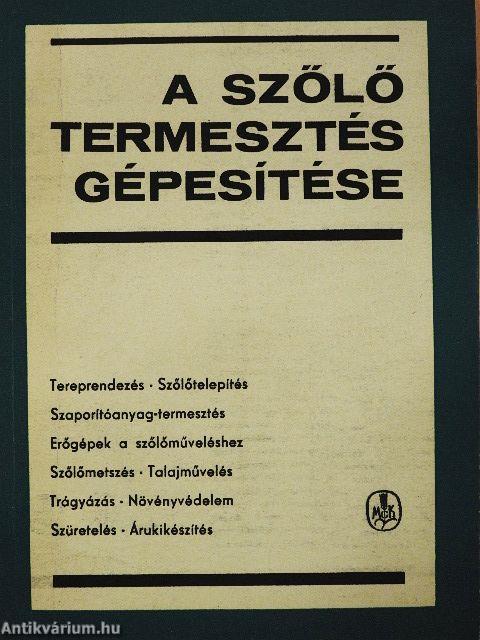 A SZŐLŐ
TERMESZTÉS
GÉPESÍTÉSE
Tereprendezés · Szőlőtelepítés
Szaporítóanyag-termesztés
Erőgépek a szőlőműveléshez
Szőlőmetszés · Talajművelés
Trágyázás · Növényvédelem
Szüretelés · Árukikészítés
Antikvárium.hu